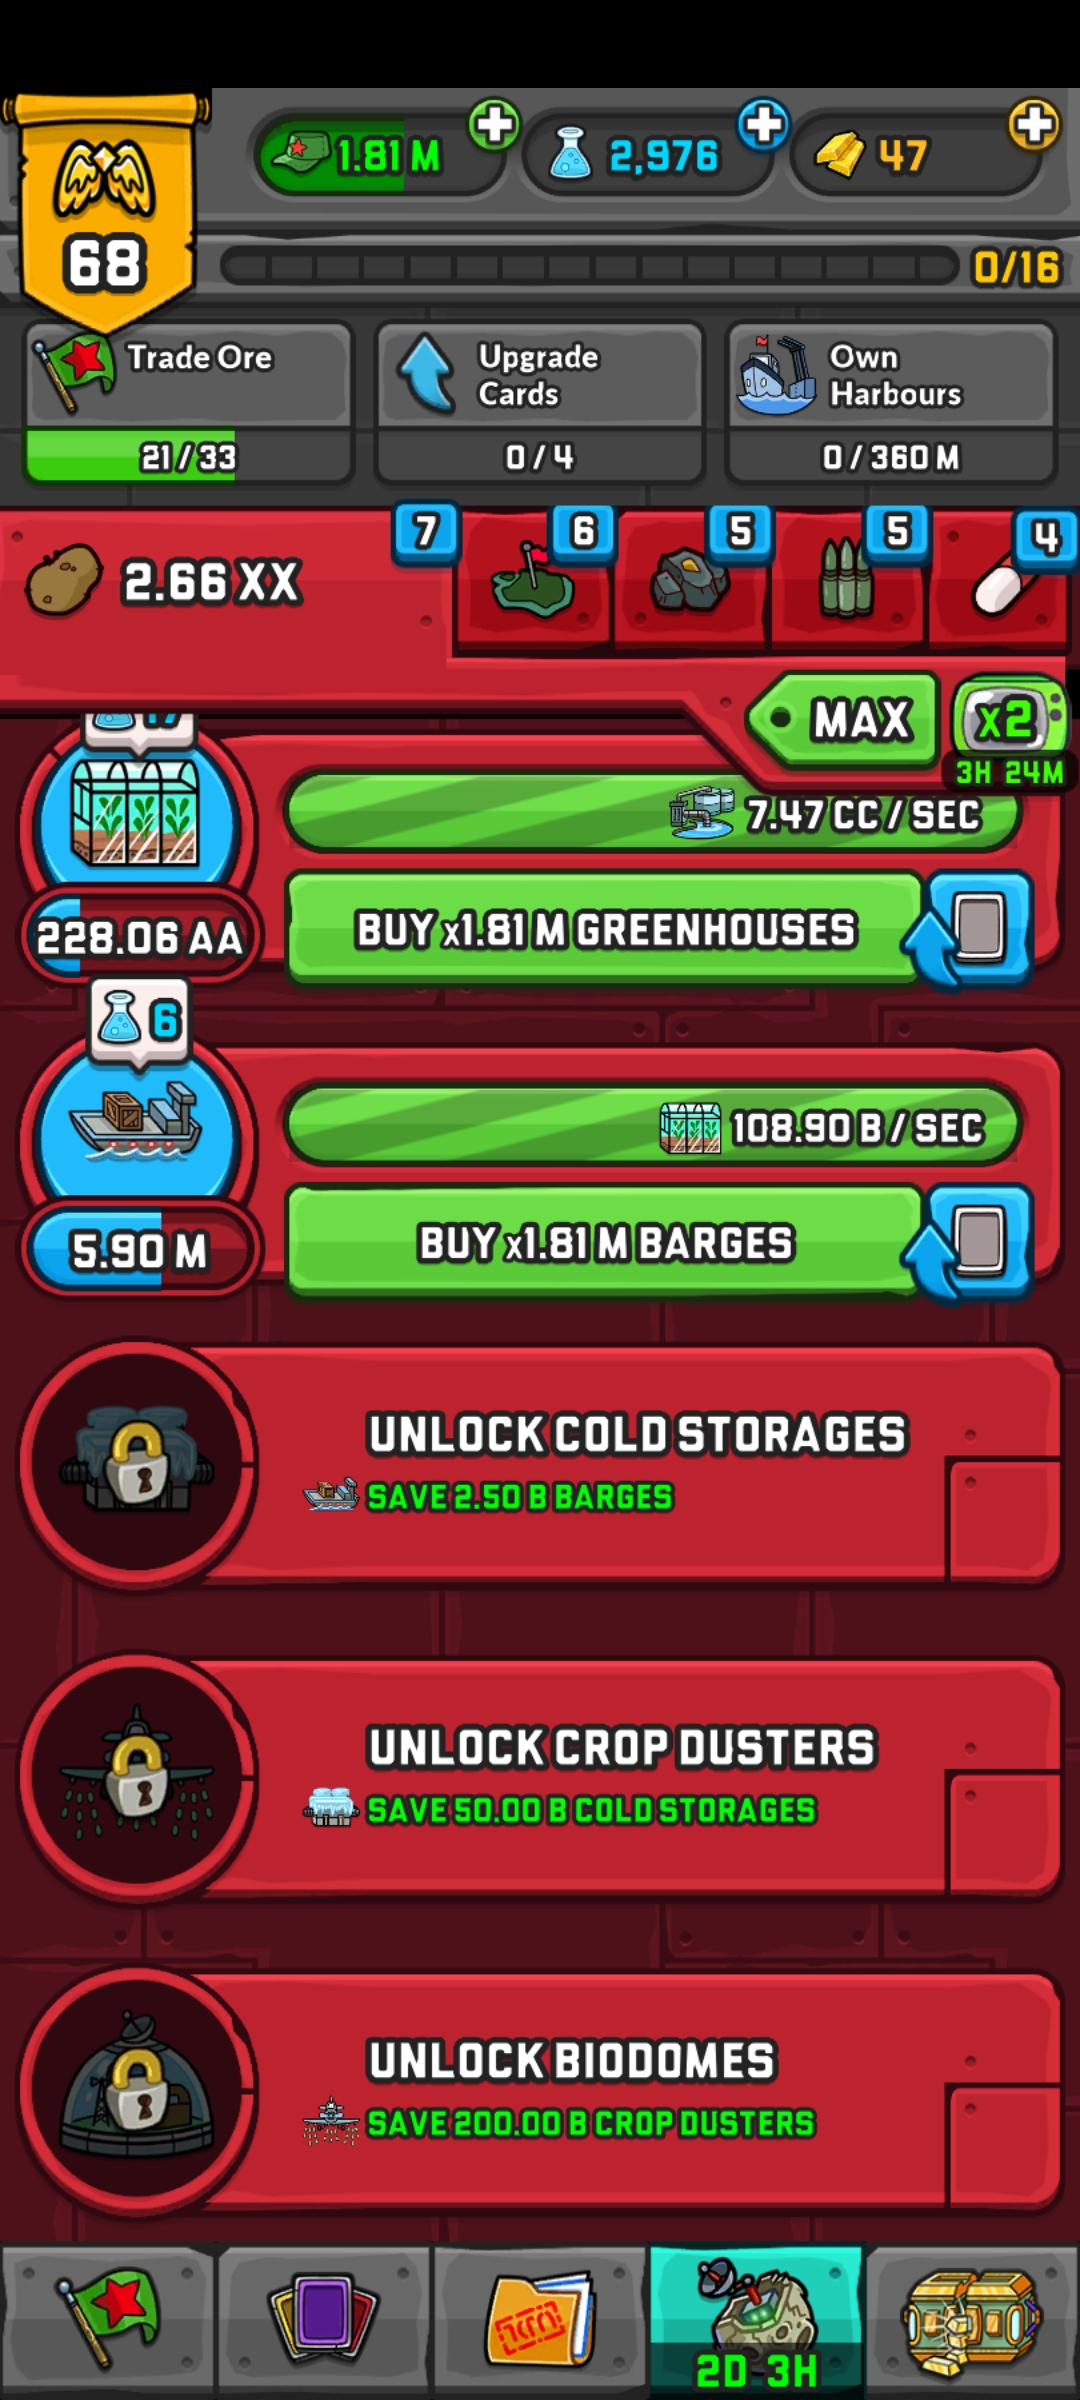 1.81 M
2,976
47
68
0/16
Trade Ore
21/33
Upgrade
Cards
0/4
Own
Harbours
0/360 M
2.66 XX
7
6
5
5
4
MAX
x2
3H 24M
17
7.47 CC / SEC
228.06 AA
BUY x1.81 M GREENHOUSES
6
108.90 B / SEC
5.90 M
BUY x1.81 M BARGES
UNLOCK COLD STORAGES
SAVE 2.50 B BARGES
UNLOCK CROP DUSTERS
SAVE 50.00 B COLD STORAGES
UNLOCK BIODOMES
SAVE 200.00 B CROP DUSTERS
2D 3H